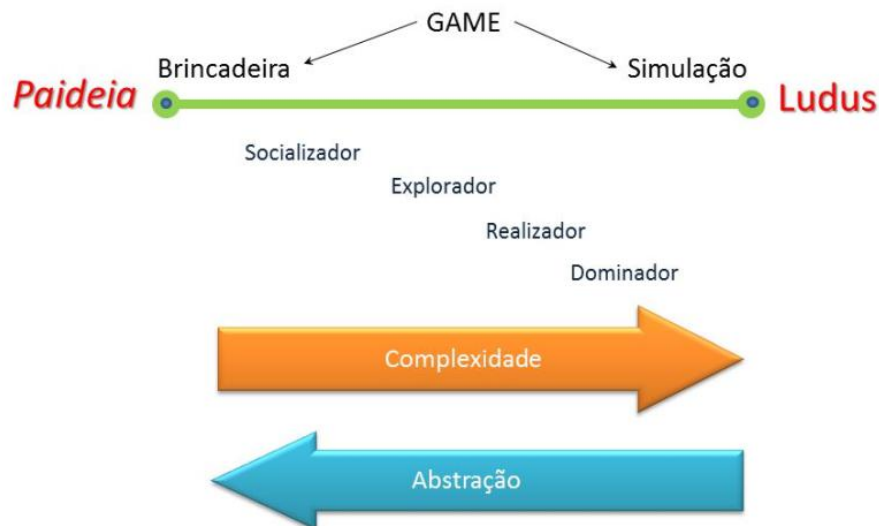 GAME
Brincadeira
Simulação
Paideia
Ludus
Socializador
Explorador
Realizador
Dominador
Complexidade
Abstração